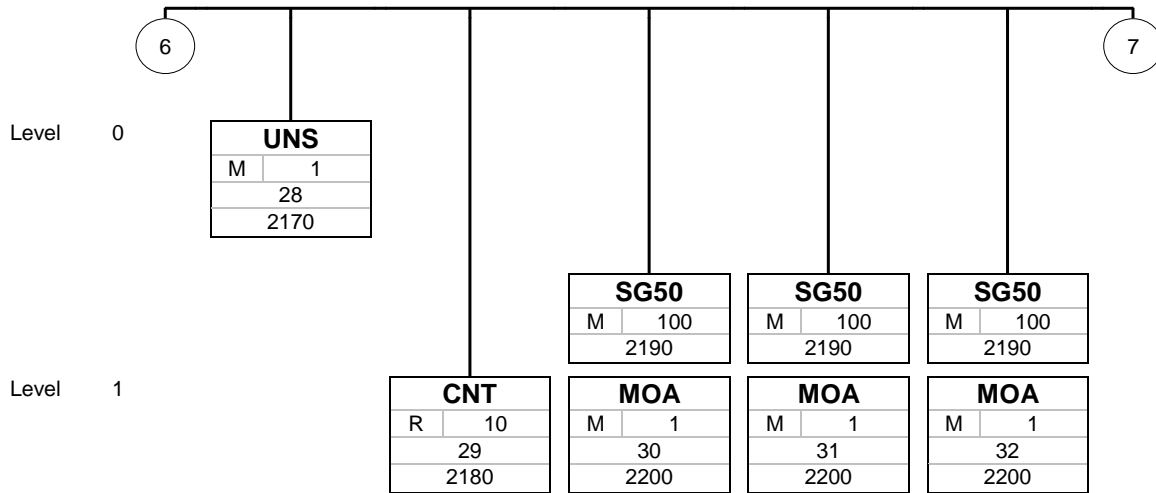 6 7
Level 0
UNS
M 1
28
2170
SG50 SG50 SG50
M 100 M 100 M 100
2190 2190 2190
Level 1
CNT MOA MOA MOA
R 10 M 1 M 1 M 1
29 30 31 32
2180 2200 2200 2200